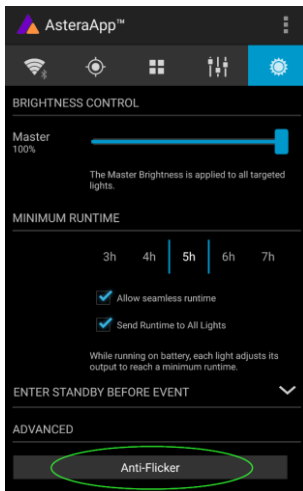 AsteraApp™
BRIGHTNESS CONTROL
Master
100%
The Master Brightness is applied to all targeted
lights.
MINIMUM RUNTIME
3h 4h 5h 6h 7h
Allow seamless runtime
Send Runtime to All Lights
While running on battery, each light adjusts its
output to reach a minimum runtime.
ENTER STANDBY BEFORE EVENT
ADVANCED
Anti-Flicker